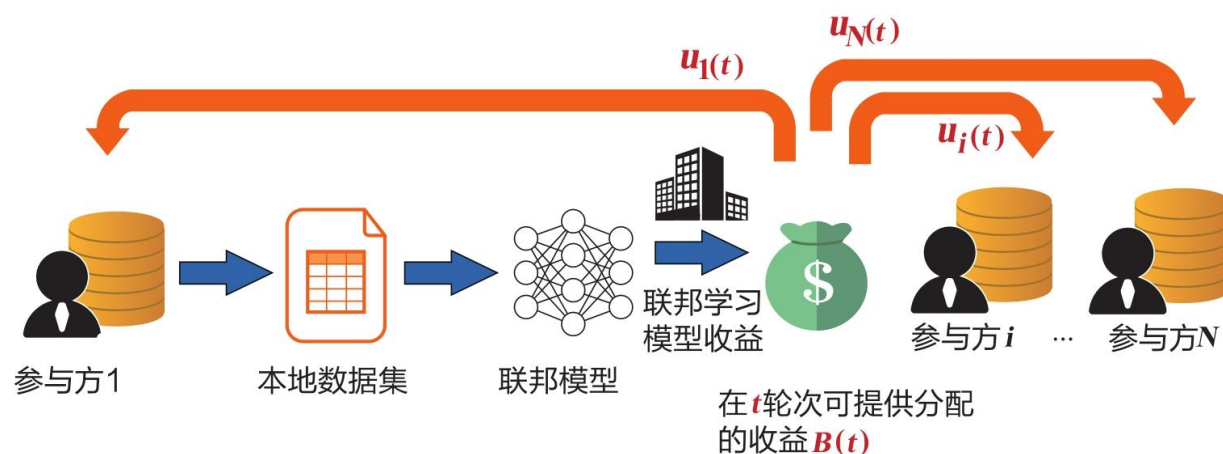 u_N(t)
u_1(t)
u_i(t)
$
联邦学习
模型收益
参与方1
本地数据集
联邦模型
参与方i
...
参与方N
在t轮次可提供分配
的收益B(t)